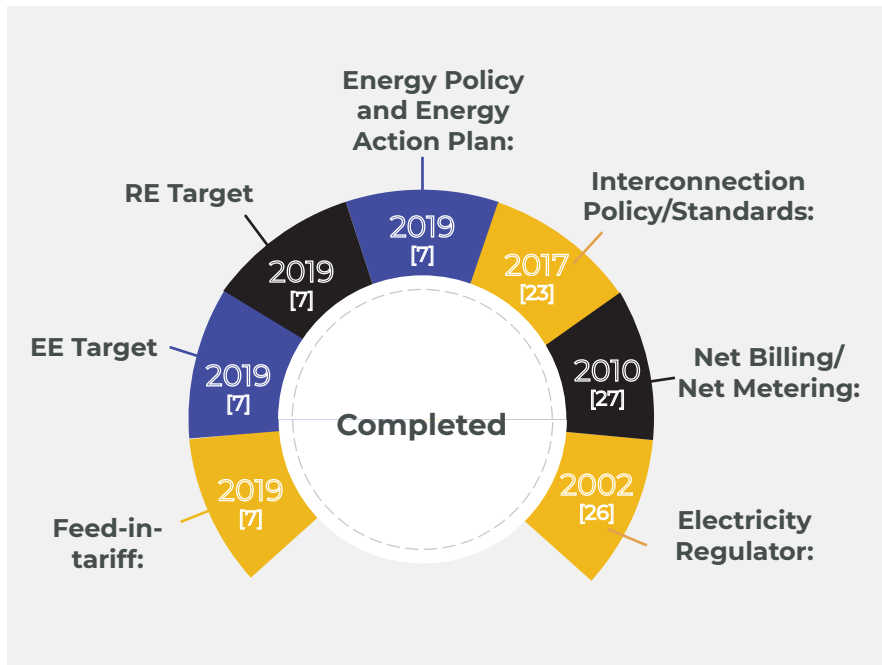 Energy Policy
and Energy
Action Plan:
RE Target
Interconnection
Policy/Standards:
2019
[7]
2019
[7]
2017
[23]
EE Target
2019
[7]
2010
[27]
Net Billing/
Net Metering:
Completed
2019
[7]
2002
[26]
Feed-in-
tariff:
Electricity
Regulator: